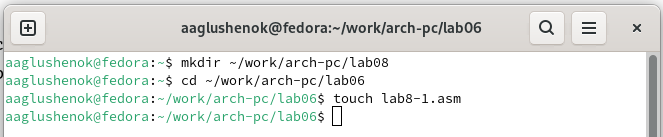 aaglushenok@fedora:~/work/arch-pc/lab06
aaglushenok@fedora:~$ mkdir ~/work/arch-pc/lab08
aaglushenok@fedora:~$ cd ~/work/arch-pc/lab06
aaglushenok@fedora:~/work/arch-pc/lab06$ touch lab8-1.asm
aaglushenok@fedora:~/work/arch-pc/lab06$